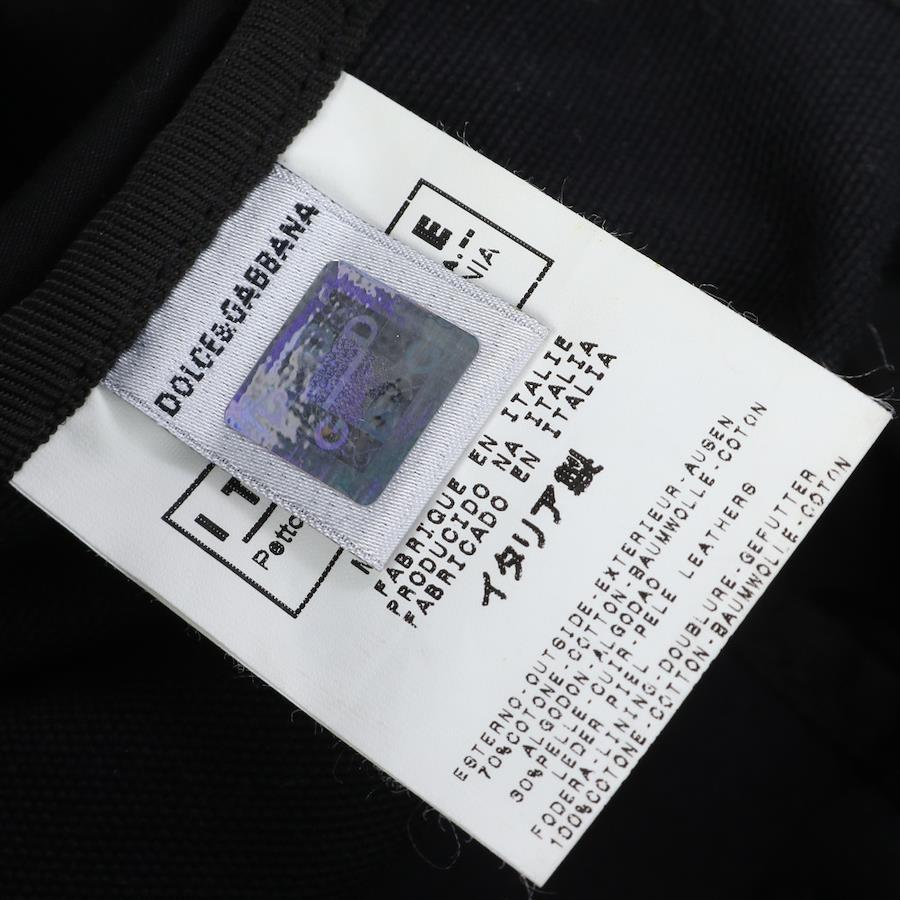 DOLCE&GABBANA
FABRIQUE EN ITALIE
PRODUCIDO NA ITALIA
FABRICADO EN ITALIA
イタリア製
ESTERNO-OUTSIDE-EXTERIEUR-AUSEN
70%COTONE-COTTON-BAUMWOLLE-COTON
ALGODON-ALGODAO
30%PELLE CUIR PELE LEATHERS
LEDER PIEL
FODERA-LINING-DOUBLURE-GEFUTTER
100%COTONE-COTTON-BAUMWOLLE-COTON